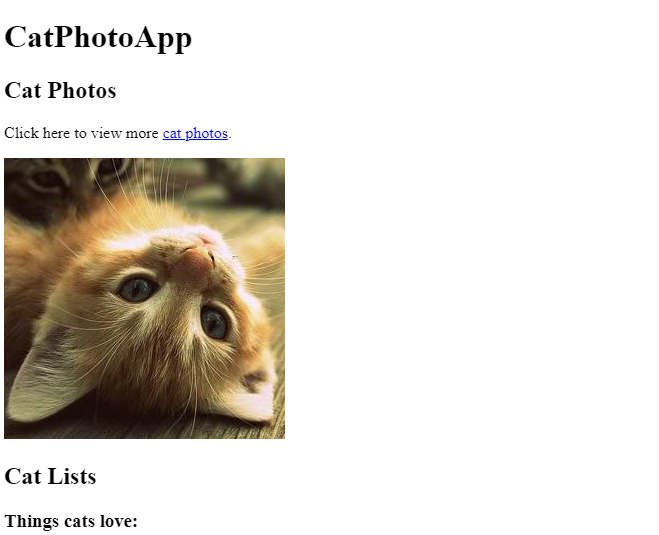 CatPhotoApp
Cat Photos
Click here to view more cat photos.
Cat Lists
Things cats love: